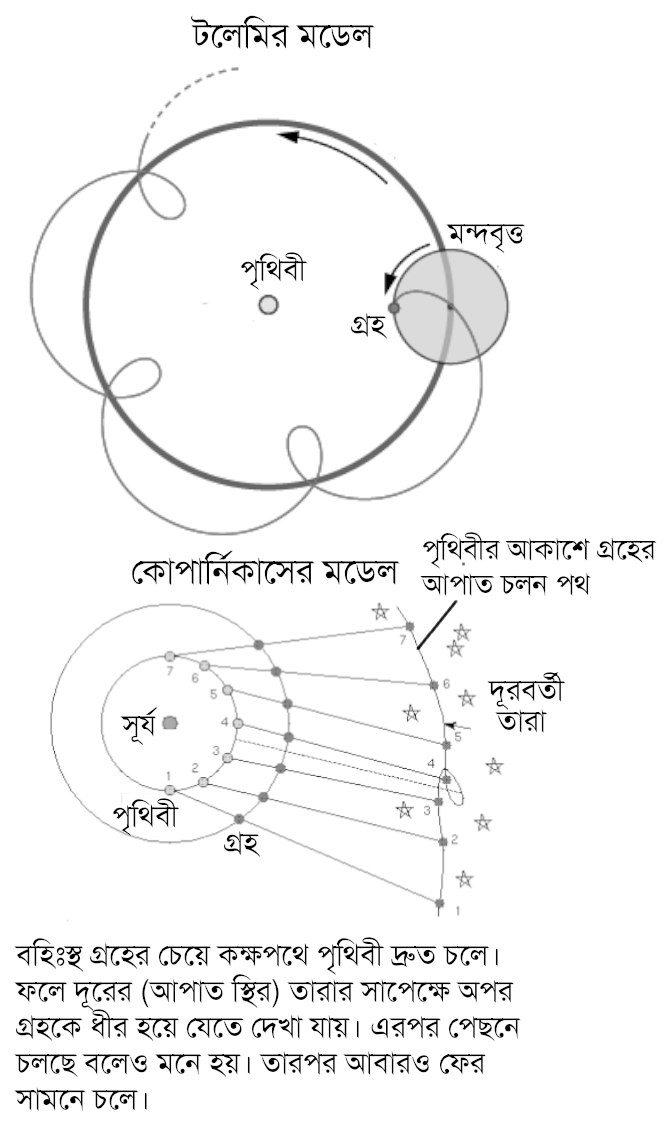 টলেমির মডেল
মন্দবৃত্ত
পৃথিবী
গ্রহ
কোপার্নিকাসের মডেল
পৃথিবীর আকাশে গ্রহের
আপাত চলন পথ
7
7
6
6
5
দূরবর্তী
তারা
সূর্য
4
5
3
4
2
3
1
পৃথিবী
গ্রহ
2
1
বহিঃস্থ গ্রহের চেয়ে কক্ষপথে পৃথিবী দ্রুত চলে।
ফলে দূরের (আপাত স্থির) তারার সাপেক্ষে অপর
গ্রহকে ধীর হয়ে যেতে দেখা যায়। এরপর পেছনে
চলছে বলেও মনে হয়। তারপর আবারও ফের
সামনে চলে।